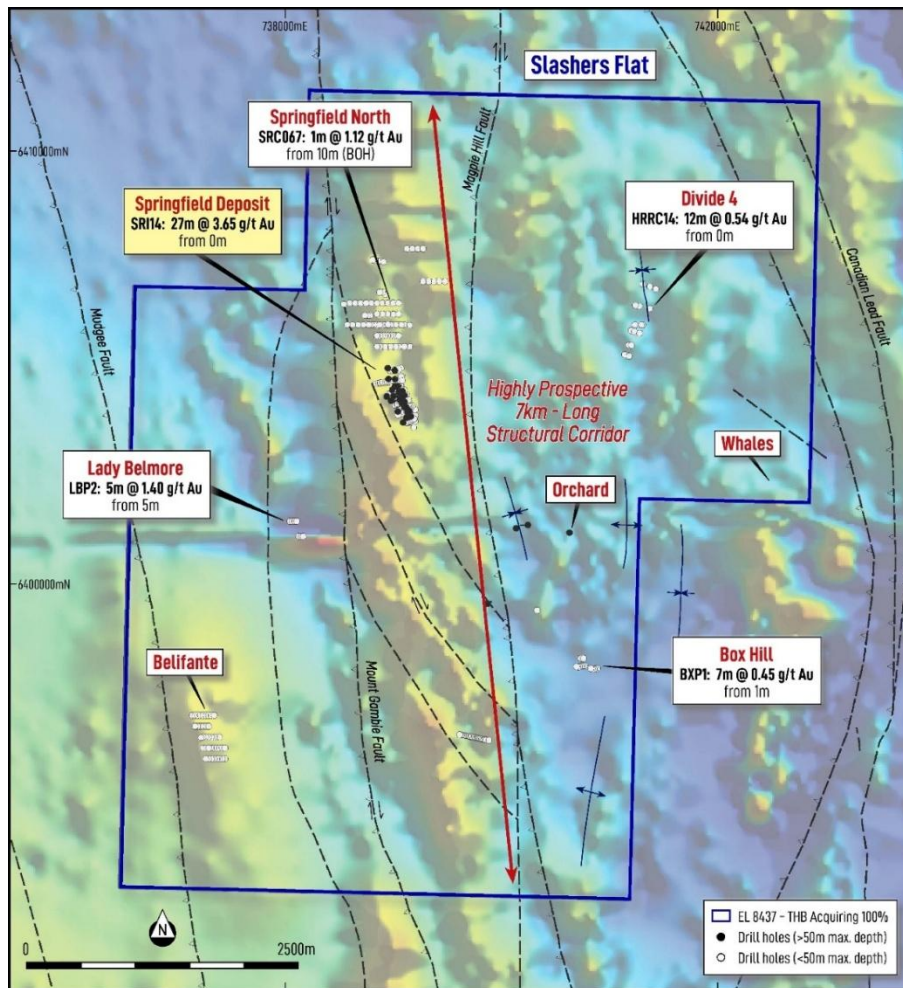 738000mE
742000mE
Slashers Flat
Springfield North
SRC067: 1m @ 1.12 g/t Au
from 10m (BOH)
Magpie Hill Fault
6410000mN
Springfield Deposit
SRI14: 27m @ 3.65 g/t Au
from 0m
Divide 4
HRRC14: 12m @ 0.54 g/t Au
from 0m
Canadian Lead Fault
Mudgee Fault
Highly Prospective
7km - Long
Structural Corridor
Whales
Lady Belmore
LBP2: 5m @ 1.40 g/t Au
from 5m
Orchard
6400000mN
Belifante
Mount Gamble Fault
Box Hill
BXP1: 7m @ 0.45 g/t Au
from 1m
N
0
2500m
EL 8437 - THB Acquiring 100%
Drill holes (>50m max. depth)
Drill holes (<50m max. depth)